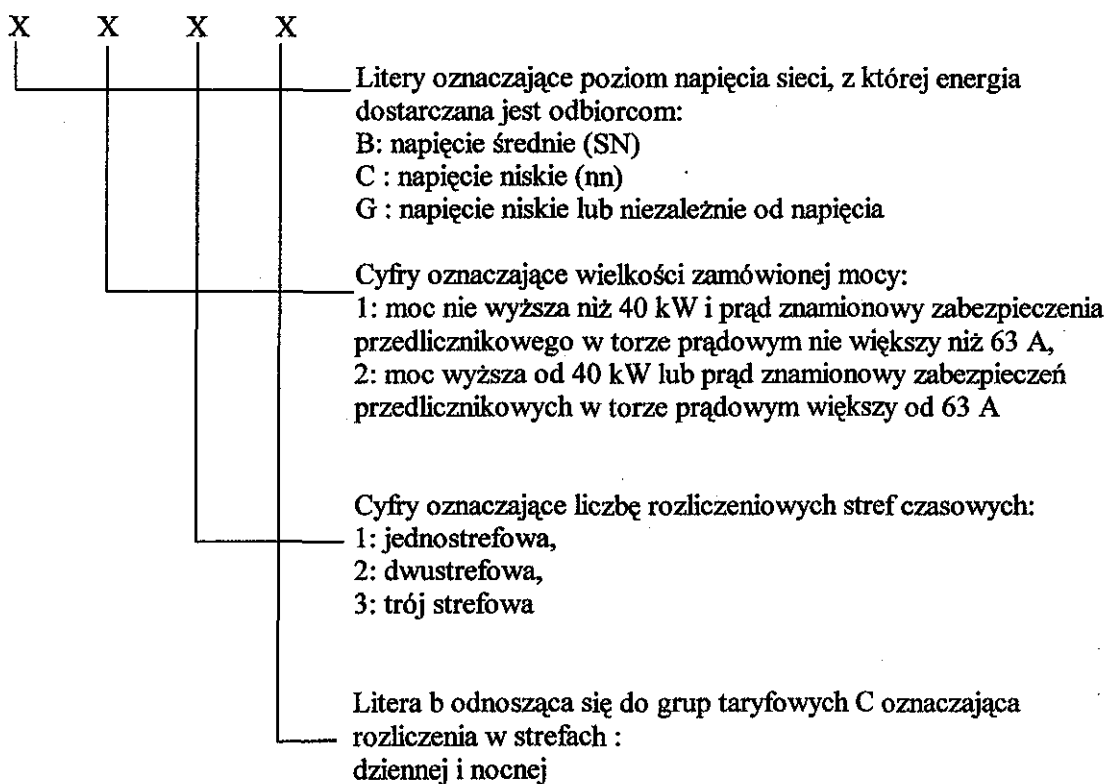 X X X X
Litery oznaczające poziom napięcia sieci, z której energia
dostarczana jest odbiorcom:
B: napięcie średnie (SN)
C : napięcie niskie (nn)
G : napięcie niskie lub niezależnie od napięcia
Cyfry oznaczające wielkości zamówionej mocy:
1: moc nie wyższa niż 40 kW i prąd znamionowy zabezpieczenia
przedlicznikowego w torze prądowym nie większy niż 63 A,
2: moc wyższa od 40 kW lub prąd znamionowy zabezpieczeń
przedlicznikowych w torze prądowym większy od 63 A
Cyfry oznaczające liczbę rozliczeniowych stref czasowych:
1: jednostrefowa,
2: dwustrefowa,
3: trój strefowa
Litera b odnosząca się do grup taryfowych C oznaczająca
rozliczenia w strefach :
dziennej i nocnej